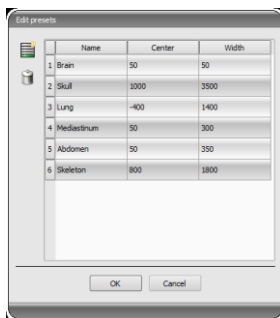 Edit presets
Name Center Width
1 Brain 50 50
2 Skull 1000 3500
3 Lung -400 1400
4 Mediastinum 50 300
5 Abdomen 50 350
6 Skeleton 800 1800
OK Cancel